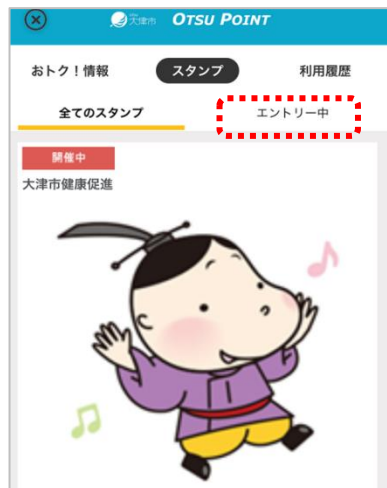 大津市 OTSU POINT
おトク！情報 スタンプ 利用履歴
全てのスタンプ エントリー中
開催中
大津市健康促進